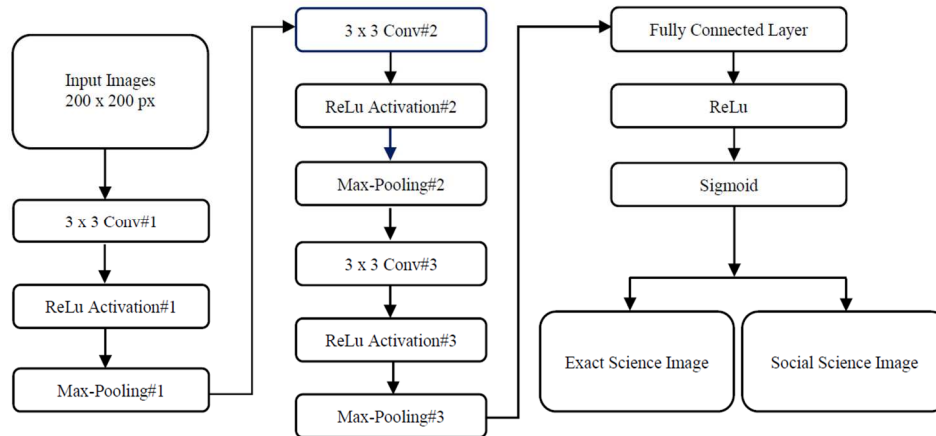 Input Images
200 x 200 px
3 x 3 Conv#1
ReLu Activation#1
Max-Pooling#1
3 x 3 Conv#2
ReLu Activation#2
Max-Pooling#2
3 x 3 Conv#3
ReLu Activation#3
Max-Pooling#3
Fully Connected Layer
ReLu
Sigmoid
Exact Science Image
Social Science Image